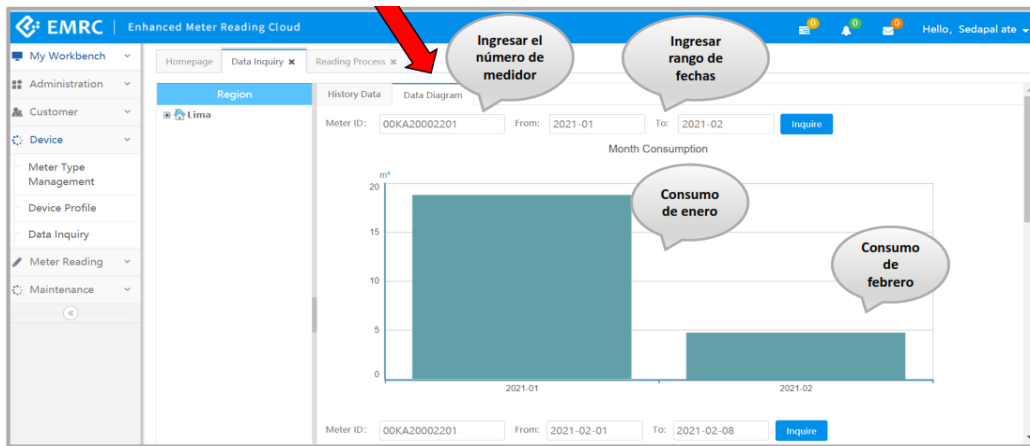 EMRC | Enhanced Meter Reading Cloud
0
0
0
Hello, Sedapal ate
My Workbench
Administration
Customer
Device
Meter Type
Management
Device Profile
Data Inquiry
Meter Reading
Maintenance
Homepage
Data Inquiry
Reading Process
Region
Lima
History Data
Data Diagram
Ingresar el
número de
medidor
Ingresar
rango de
fechas
Meter ID: 00KA20002201 From: 2021-01 To: 2021-02 Inquire
Month Consumption
m³
20
15
10
5
0
Consumo
de enero
Consumo
de
febrero
2021-01
2021-02
Meter ID: 00KA20002201 From: 2021-02-01 To: 2021-02-08 Inquire